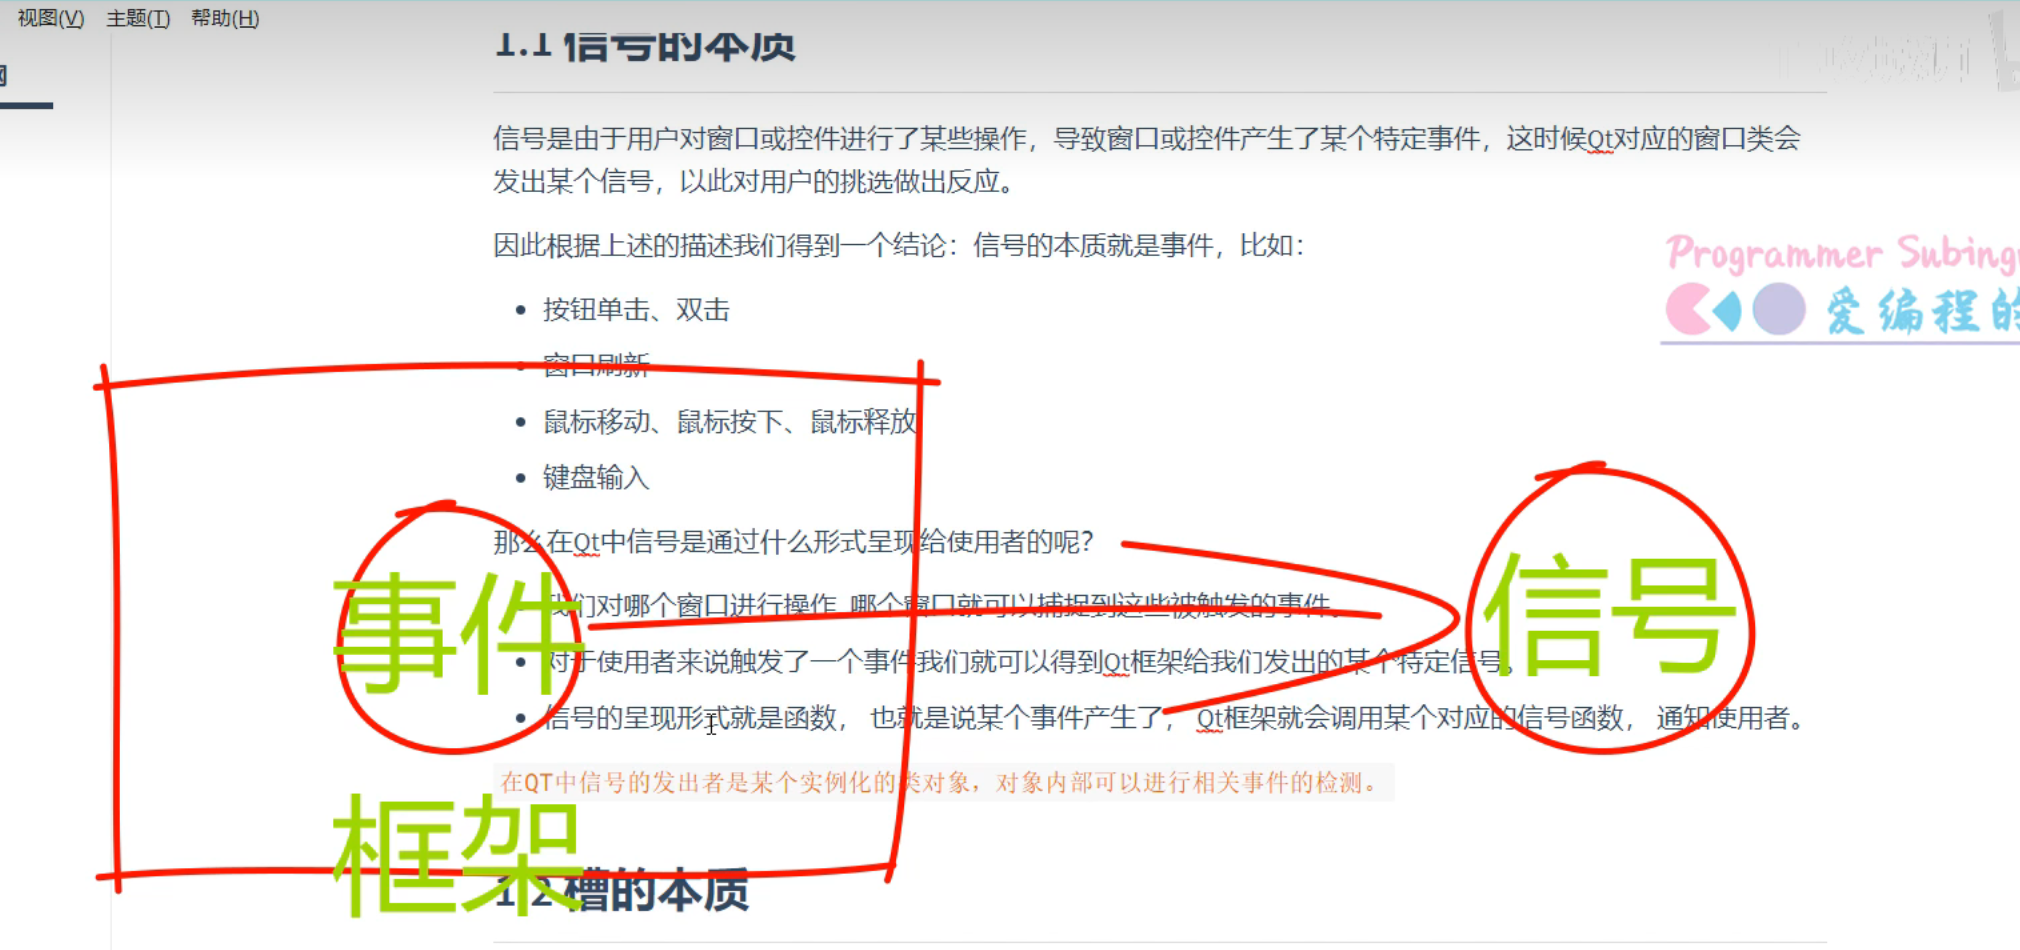 视图(V) 主题(T) 帮助(H)
1.1 信号的本质
信号是由于用户对窗口或控件进行了某些操作，导致窗口或控件产生了某个特定事件，这时候Qt对应的窗口类会
发出某个信号，以此对用户的挑选做出反应。
因此根据上述的描述我们得到一个结论：信号的本质就是事件，比如：
Programmer Subing
爱编程的
按钮单击、双击
窗口刷新
鼠标移动、鼠标按下、鼠标释放
键盘输入
那么在Qt中信号是通过什么形式呈现给使用者的呢？
我们对哪个窗口进行操作，哪个窗口就可以捕捉到这些被触发的事件。
对于使用者来说触发了一个事件我们就可以得到Qt框架给我们发出的某个特定信号。
信号的呈现形式就是函数， 也就是说某个事件产生了， Qt框架就会调用某个对应的信号函数， 通知使用者。
事件
信号
在QT中信号的发出者是某个实例化的类对象，对象内部可以进行相关事件的检测。
框架
1.2 槽的本质